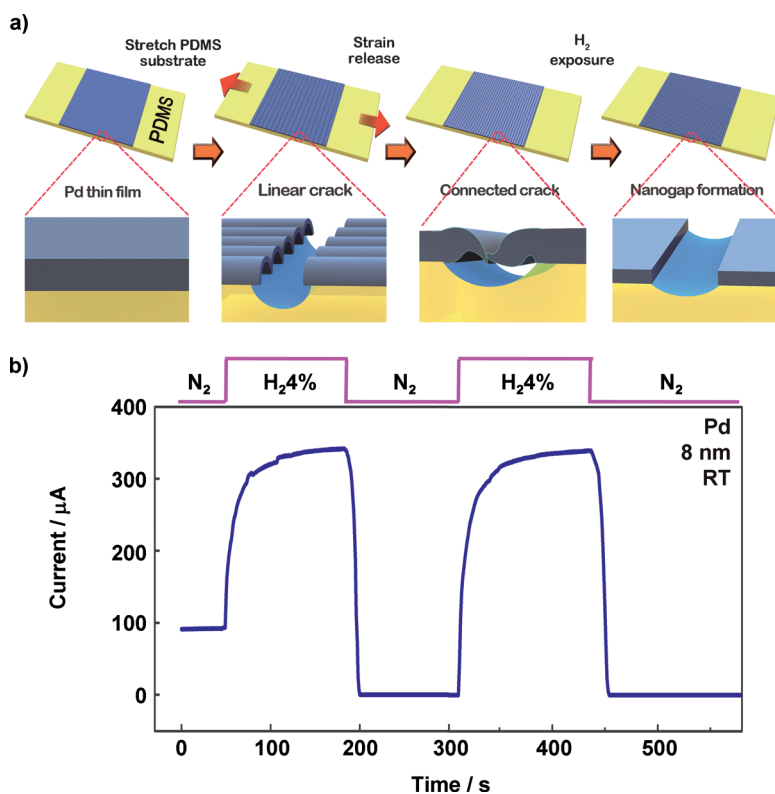 a)
Stretch PDMS
substrate
Strain
release
H₂
exposure
PDMS
Pd thin film
Linear crack
Connected crack
Nanogap formation
b)
N₂
H₂4%
N₂
H₂4%
N₂
Pd
8 nm
RT
400
300
200
100
0
Current / μA
0
100
200
300
400
500
Time / s